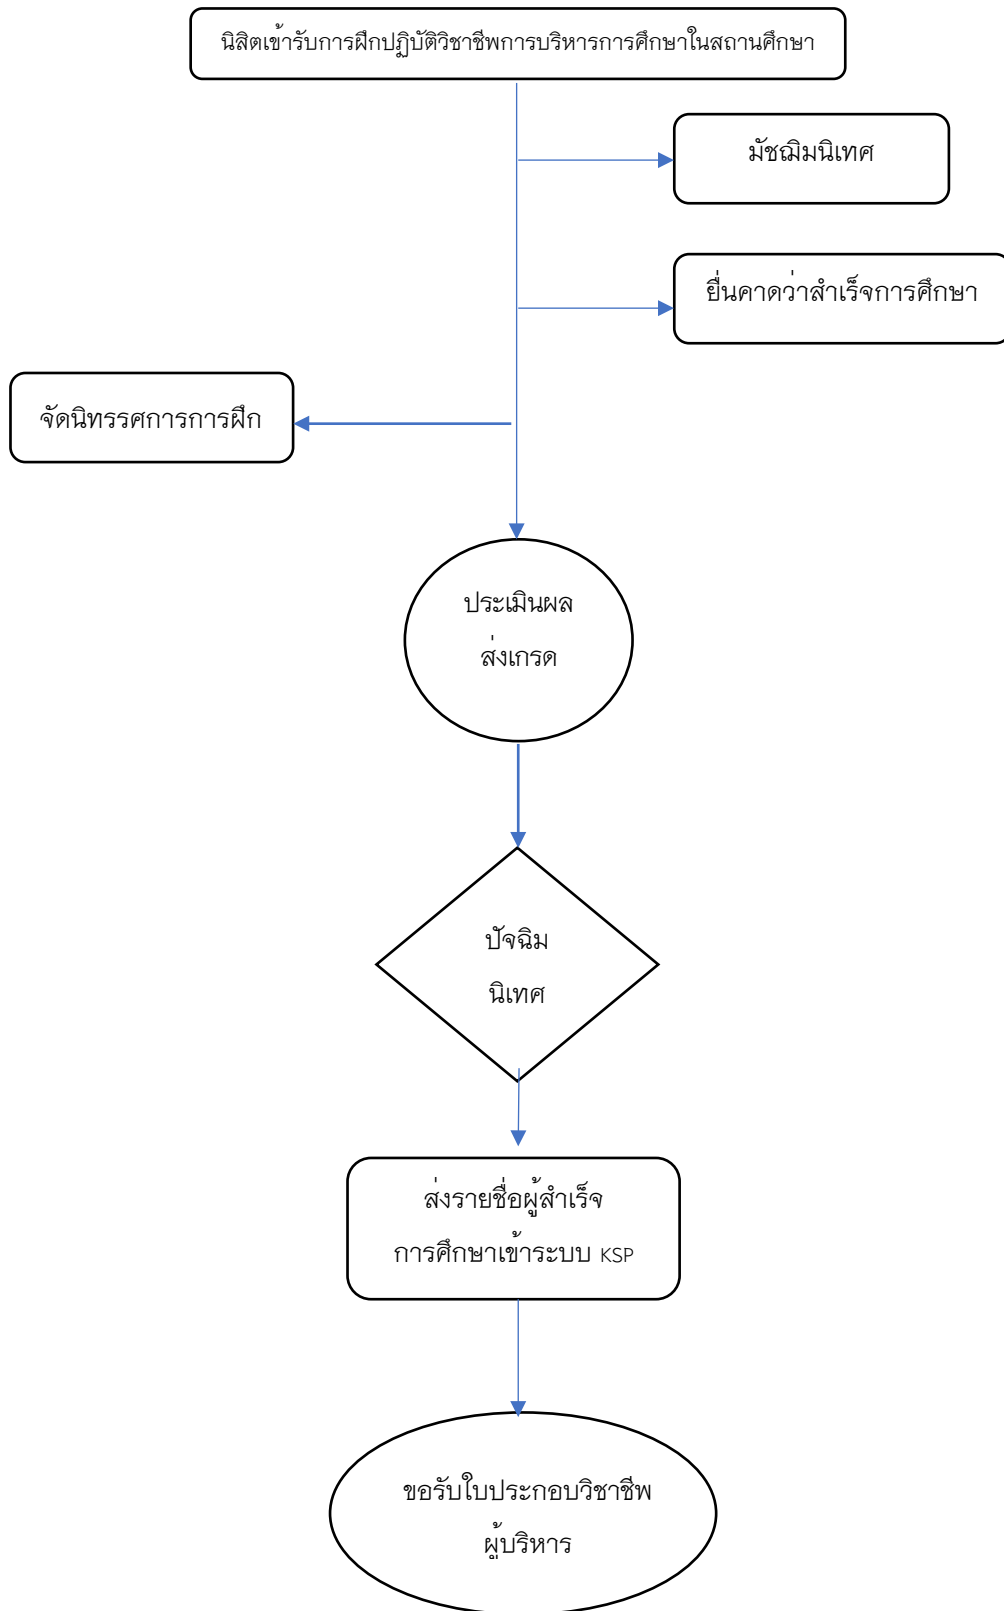 นิสิตเข้ารับการฝึกปฏิบัติวิชาชีพการบริหารการศึกษาในสถานศึกษา
มัชฌิมนิเทศ
ยื่นคาดว่าสำเร็จการศึกษา
จัดนิทรรศการการฝึก
ประเมินผล
ส่งเกรด
ปัจฉิม
นิเทศ
ส่งรายชื่อผู้สำเร็จ
การศึกษาเข้าระบบ KSP
ขอรับใบประกอบวิชาชีพ
ผู้บริหาร